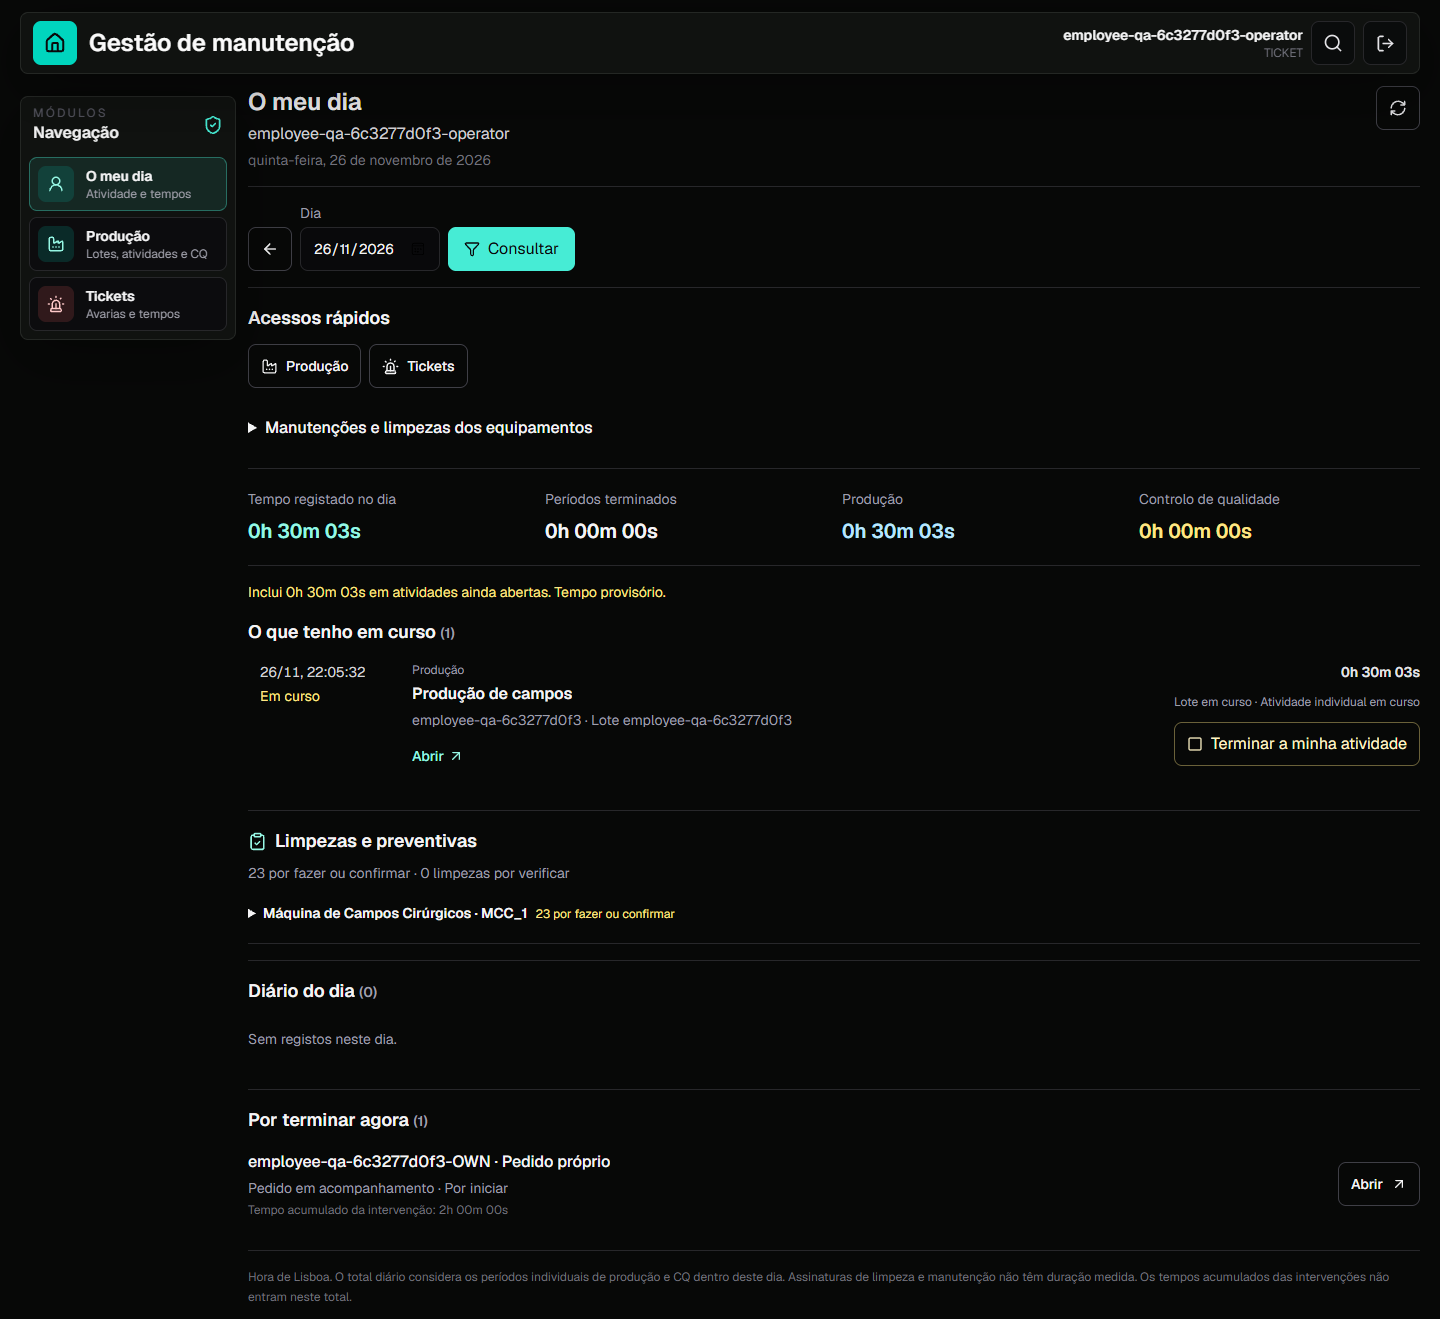 Gestão de manutenção
employee-qa-6c3277d0f3-operator
TICKET
MÓDULOS
Navegação
O meu dia
Atividade e tempos
Produção
Lotes, atividades e CQ
Tickets
Avarias e tempos
O meu dia
employee-qa-6c3277d0f3-operator
quinta-feira, 26 de novembro de 2026
Dia
26/11/2026
Consultar
Acessos rápidos
Produção
Tickets
Manutenções e limpezas dos equipamentos
Tempo registado no dia
0h 30m 03s
Períodos terminados
0h 00m 00s
Produção
0h 30m 03s
Controlo de qualidade
0h 00m 00s
Inclui 0h 30m 03s em atividades ainda abertas. Tempo provisório.
O que tenho em curso (1)
26/11, 22:05:32
Em curso
Produção
Produção de campos
employee-qa-6c3277d0f3 · Lote employee-qa-6c3277d0f3
Abrir
0h 30m 03s
Lote em curso · Atividade individual em curso
Terminar a minha atividade
Limpezas e preventivas
23 por fazer ou confirmar · 0 limpezas por verificar
Máquina de Campos Cirúrgicos · MCC_1 23 por fazer ou confirmar
Diário do dia (0)
Sem registos neste dia.
Por terminar agora (1)
employee-qa-6c3277d0f3-OWN · Pedido próprio
Pedido em acompanhamento · Por iniciar
Tempo acumulado da intervenção: 2h 00m 00s
Abrir
Hora de Lisboa. O total diário considera os períodos individuais de produção e CQ dentro deste dia. Assinaturas de limpeza e manutenção não têm duração medida. Os tempos acumulados das intervenções não
entram neste total.